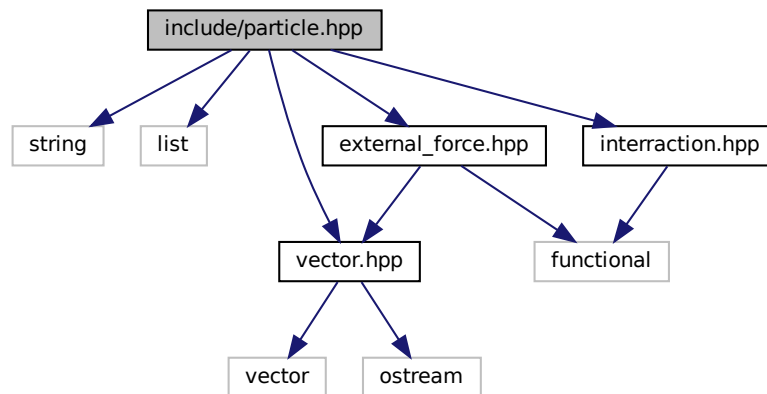 include/particle.hpp
string
list
external_force.hpp
interraction.hpp
vector.hpp
functional
vector
ostream